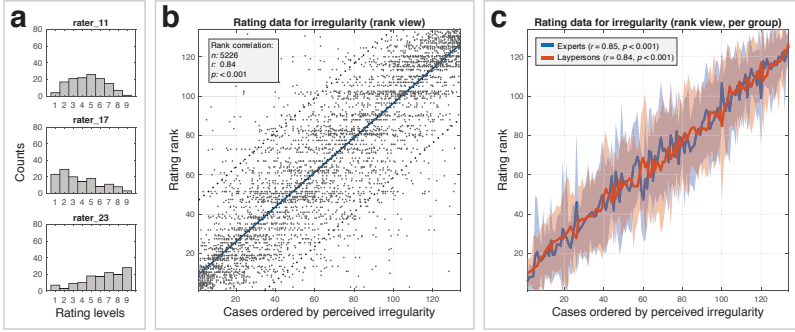 a
rater_11
80
60
40
20
0
1 2 3 4 5 6 7 8 9
rater_17
80
60
40
20
0
1 2 3 4 5 6 7 8 9
rater_23
80
60
40
20
0
1 2 3 4 5 6 7 8 9
Counts
Rating levels
b
Rating data for irregularity (rank view)
Rank correlation:
n: 5226
r: 0.84
p: < 0.001
Rating rank
120
100
80
60
40
20
20 40 60 80 100 120
Cases ordered by perceived irregularity
c
Rating data for irregularity (rank view, per group)
Experts (r = 0.85, p < 0.001)
Laypersons (r = 0.84, p < 0.001)
Rating rank
120
100
80
60
40
20
20 40 60 80 100 120
Cases ordered by perceived irregularity